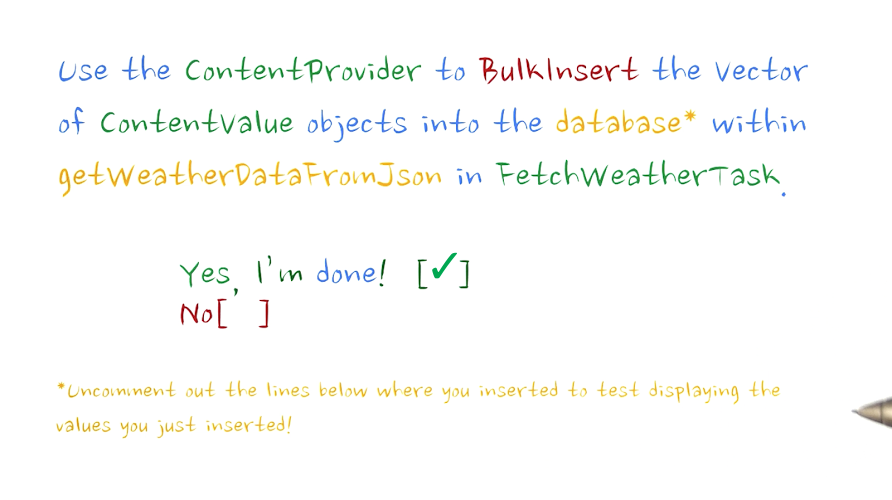 Use the ContentProvider to BulkInsert the vector
of ContentValue objects into the database* within
getWeatherDataFromJson in FetchWeatherTask.
Yes, I'm done! [✓]
No[ ]
*Uncomment out the lines below where you inserted to test displaying the
values you just inserted!